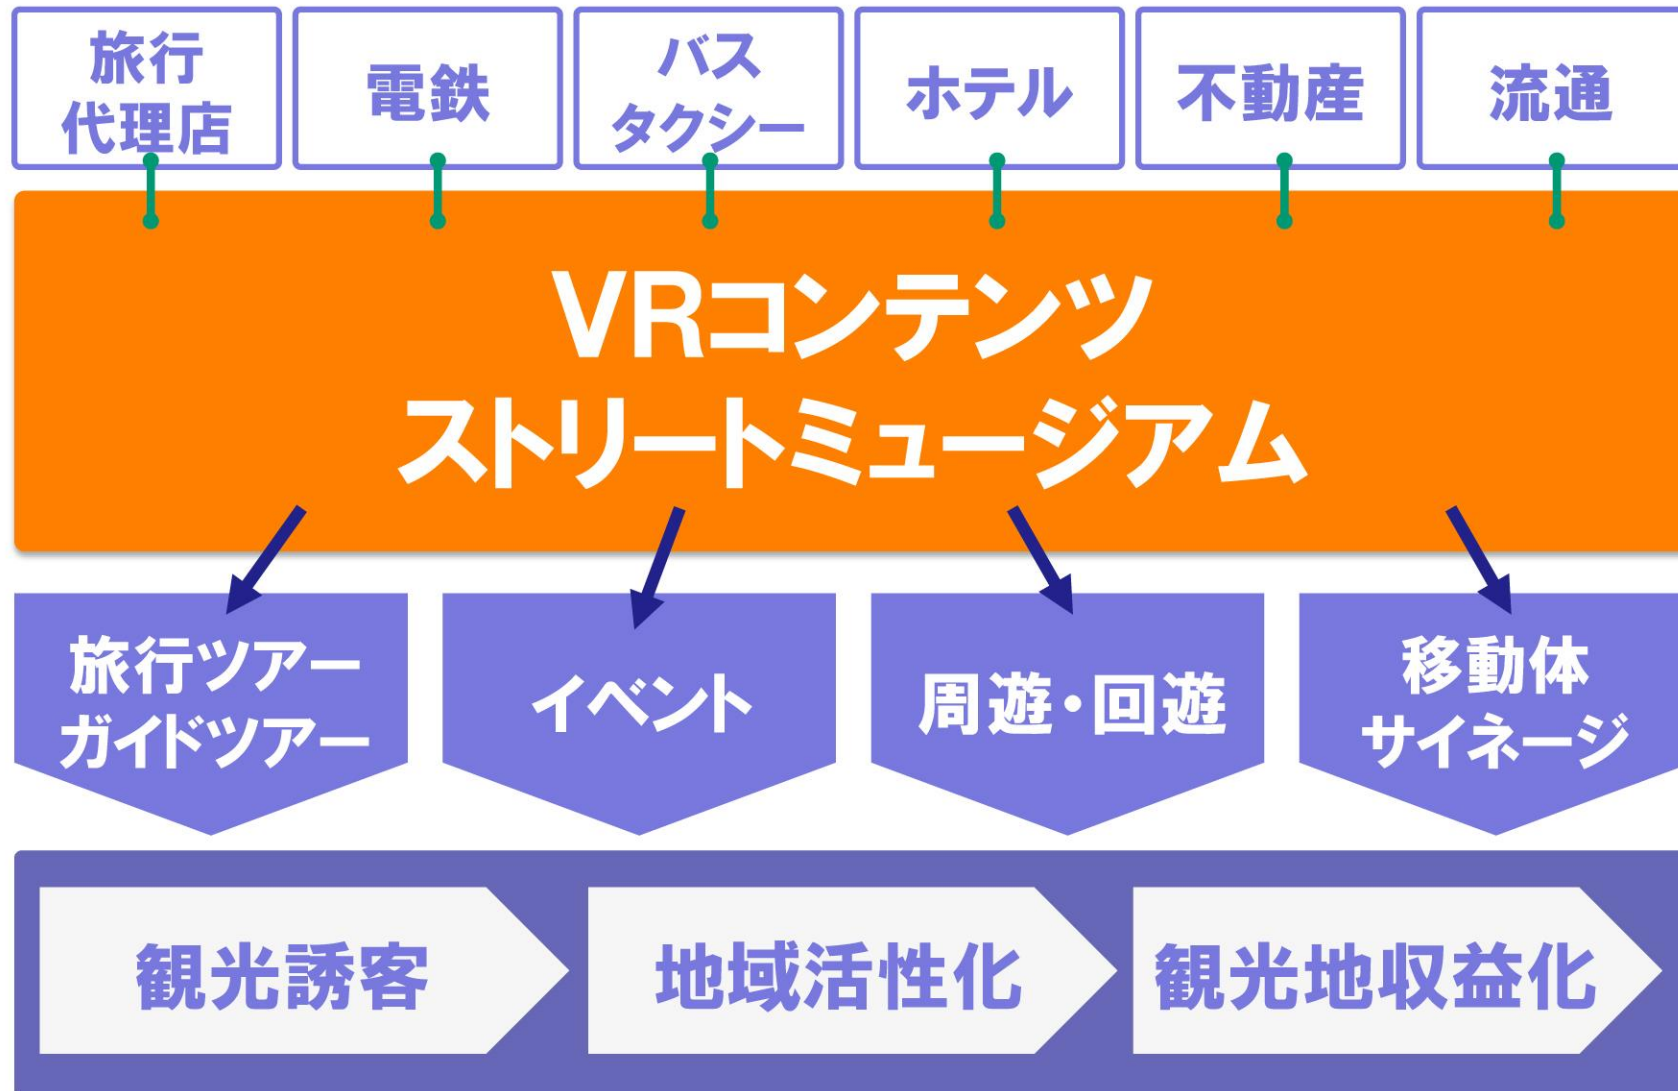 旅行
代理店
電鉄
バス
タクシー
ホテル
不動産
流通
VRコンテンツ
ストリートミュージアム
旅行ツアー
ガイドツアー
イベント
周遊・回遊
移動体
サイネージ
観光誘客
地域活性化
観光地収益化